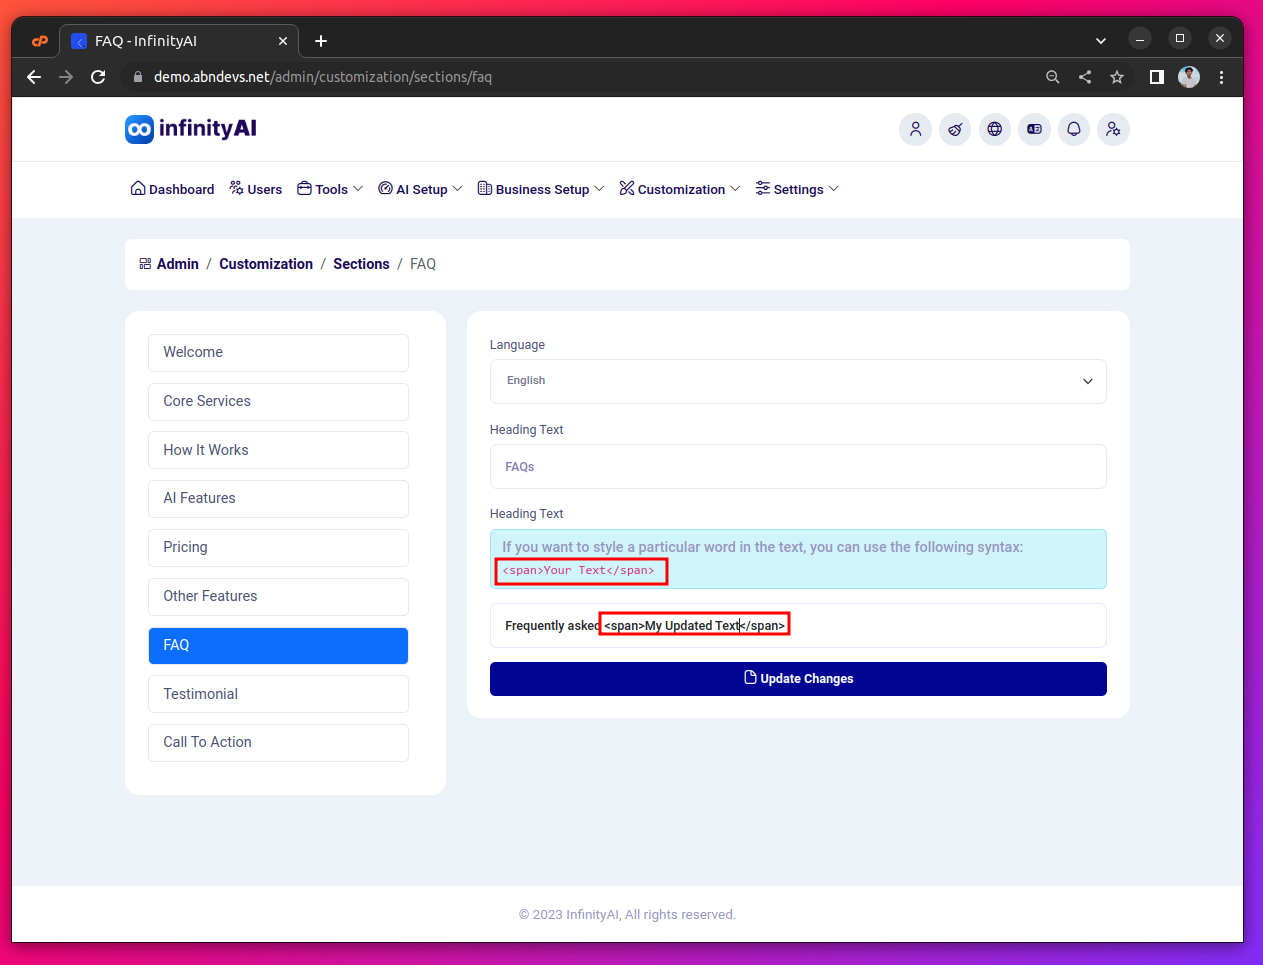 FAQ - InfinityAI
demo.abndevs.net/admin/customization/sections/faq
infinityAI
Dashboard Users Tools AI Setup Business Setup Customization Settings
Admin / Customization / Sections / FAQ
Welcome
Core Services
How It Works
AI Features
Pricing
Other Features
FAQ
Testimonial
Call To Action
Language
English
Heading Text
FAQs
Heading Text
If you want to style a particular word in the text, you can use the following syntax:
<span>Your Text</span>
Frequently asked <span>My Updated Text</span>
Update Changes
© 2023 InfinityAI, All rights reserved.